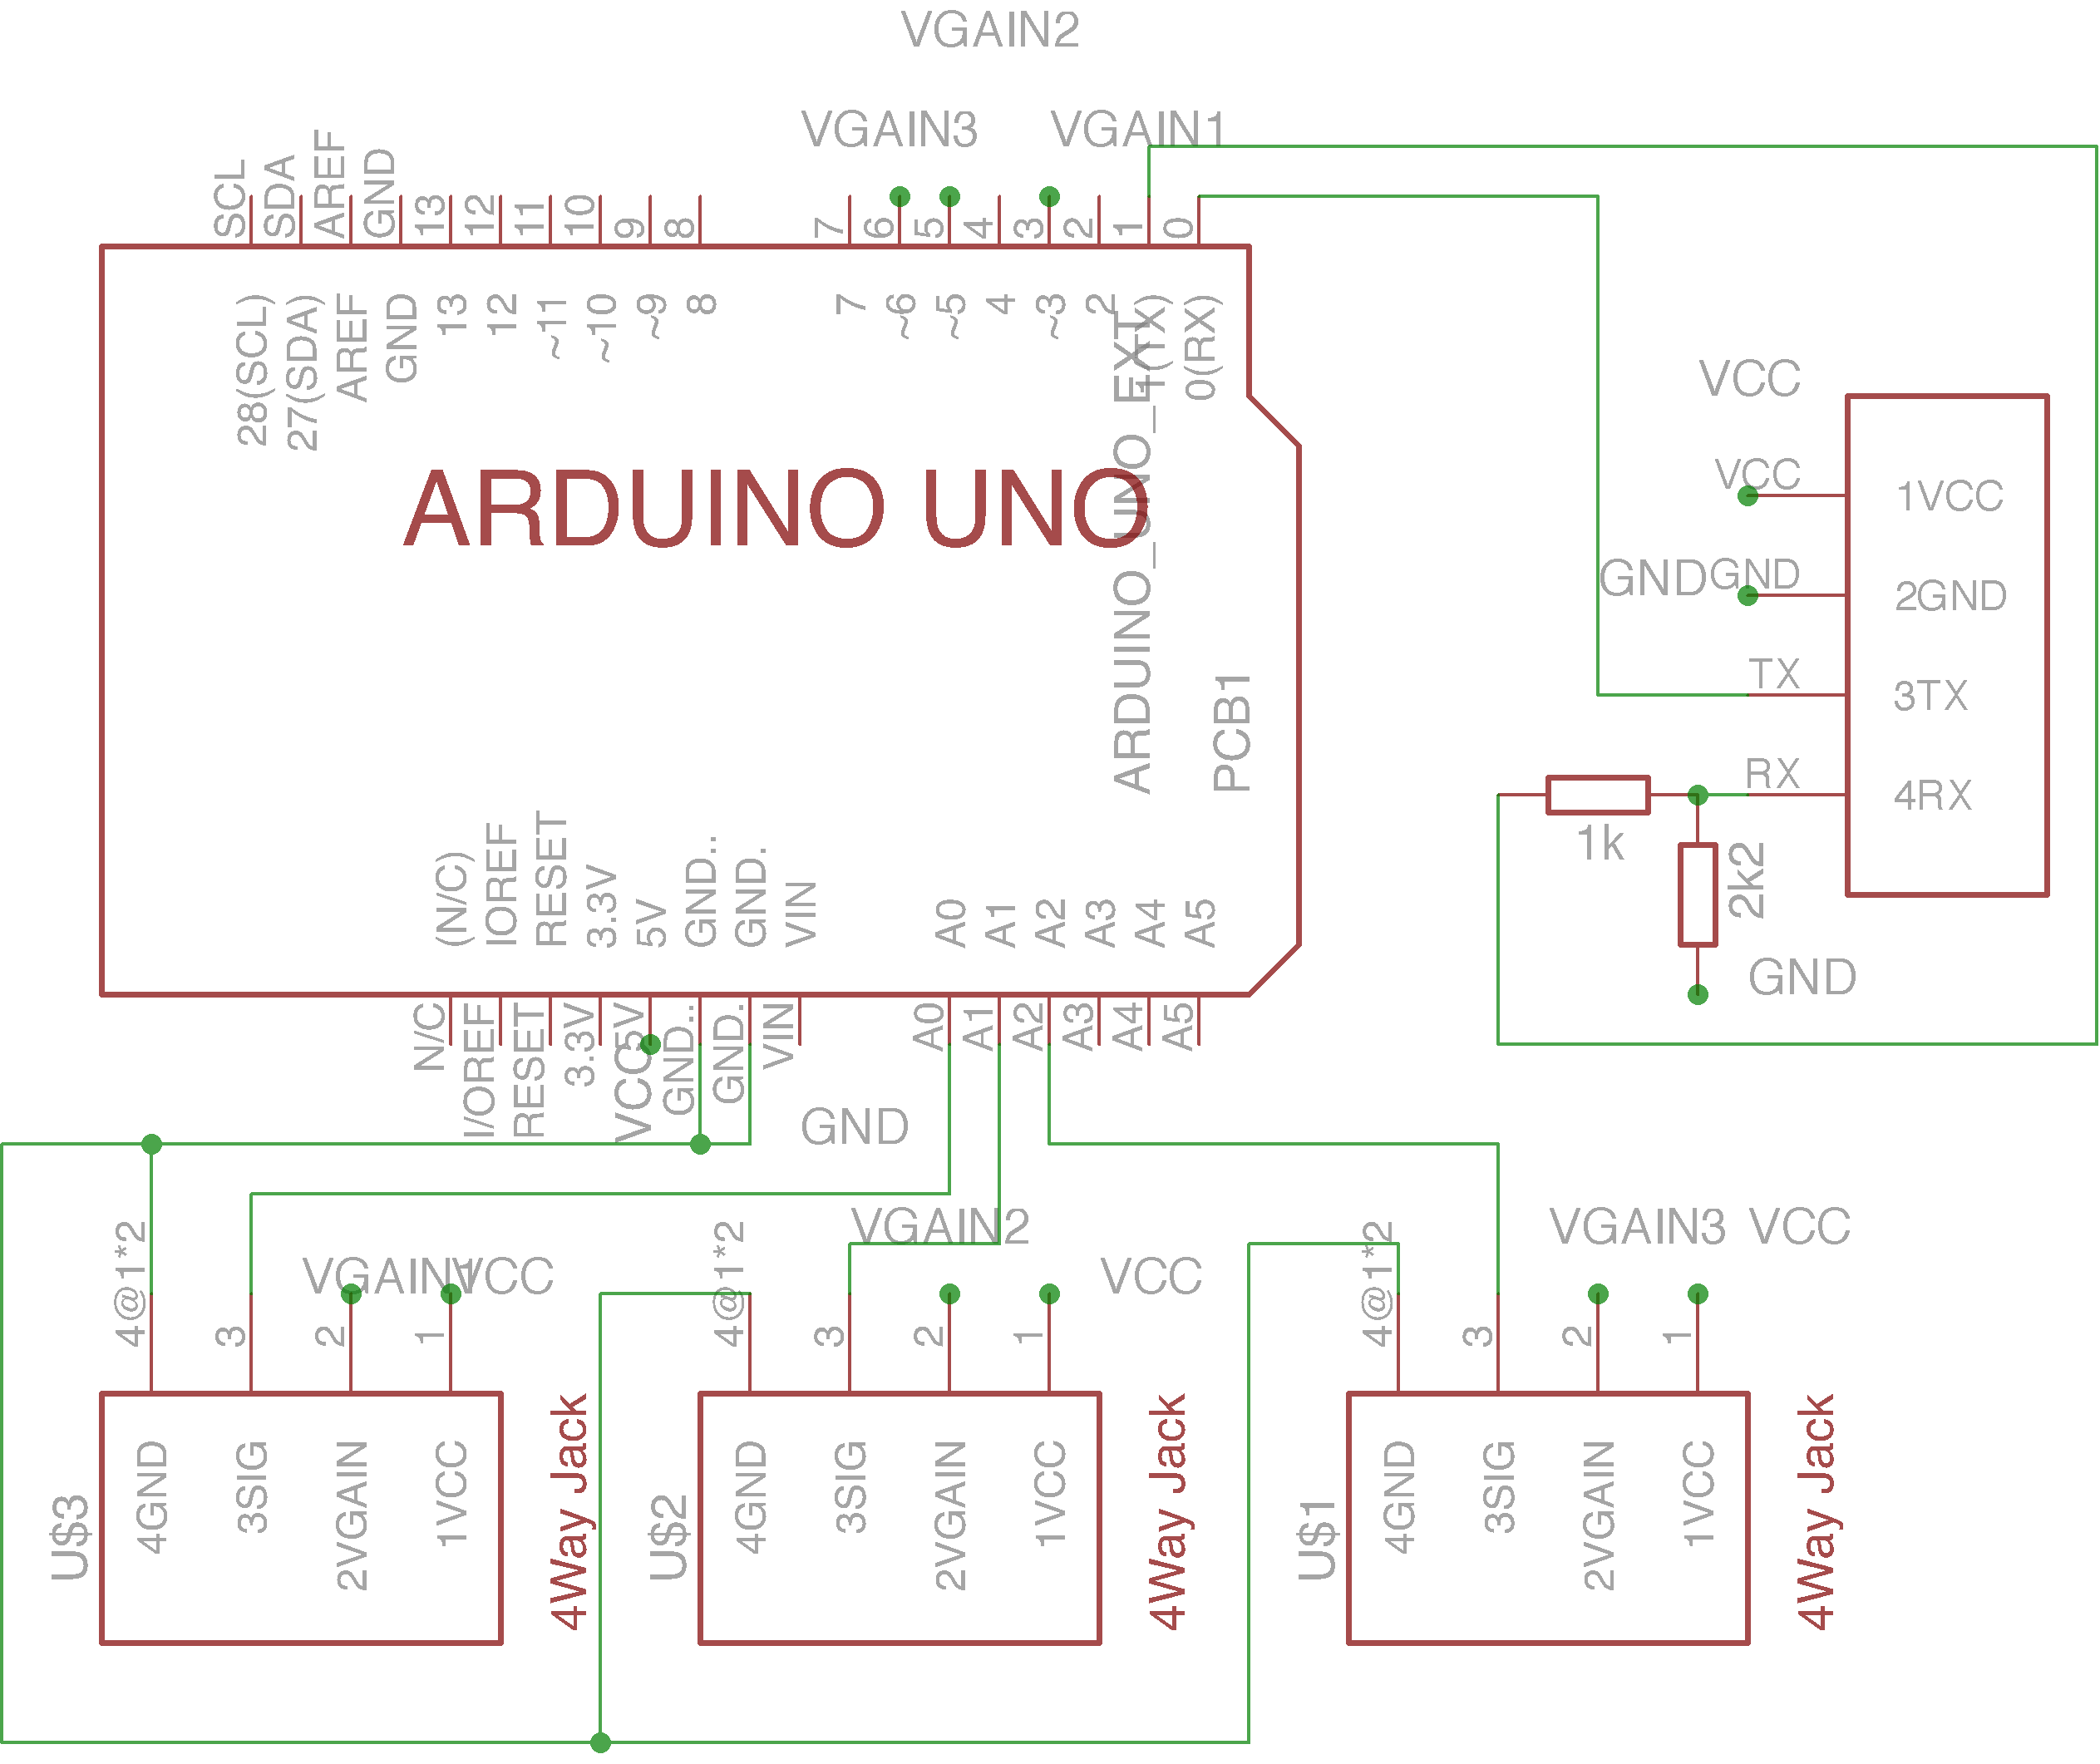 VGAIN2
VGAIN3
VGAIN1
SCL
SDA
AREF
GND
13
12
11
10
9
8
7
6
5
4
3
2
1
0
28(SCL)
27(SDA)
AREF
GND
13
12
~11
~10
~9
8
7
~6
~5
4
~3
2
1(TX)
0(RX)
ARDUINO UNO
ARDUINO_UNO_EXT
PCB1
VCC
VCC
1VCC
GND
GND
2GND
TX
3TX
RX
4RX
1k
2k2
GND
(N/C)
IOREF
RESET
3.3V
5V
GND..
GND.
VIN
A0
A1
A2
A3
A4
A5
N/C
I/OREF
RESET
3.3V
5V
VCC
GND..
GND.
VIN
A0
A1
A2
A3
A4
A5
GND
4@1*2
3
VGAIN1
2
VCC
1
4@1*2
3
VGAIN2
2
VCC
1
4@1*2
3
VGAIN3
2
VCC
1
U$3
4GND
3SIG
2VGAIN
1VCC
4Way Jack
U$2
4GND
3SIG
2VGAIN
1VCC
4Way Jack
U$1
4GND
3SIG
2VGAIN
1VCC
4Way Jack